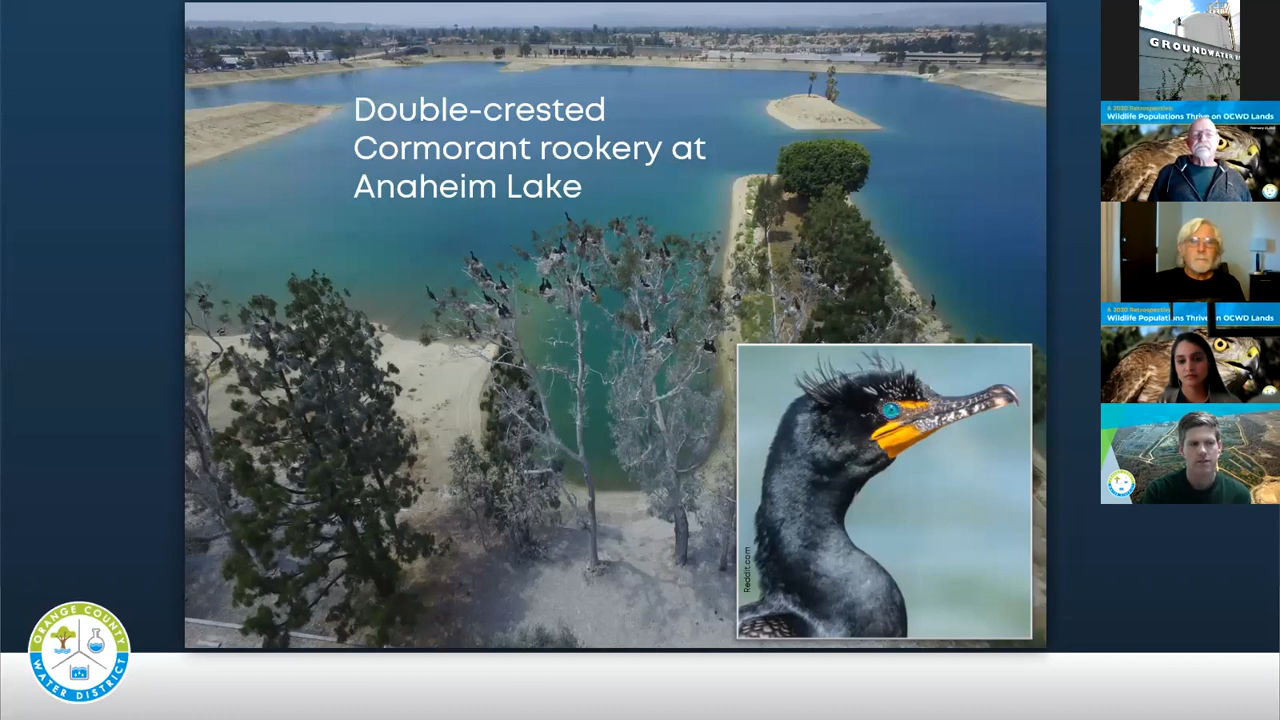 Double-crested
Cormorant rookery at
Anaheim Lake
Reddit.com
ORANGE COUNTY
WATER DISTRICT
GROUNDWATER
A 2020 Retrospective:
Wildlife Populations Thrive on OCWD Lands
A 2020 Retrospective:
Wildlife Populations Thrive on OCWD Lands